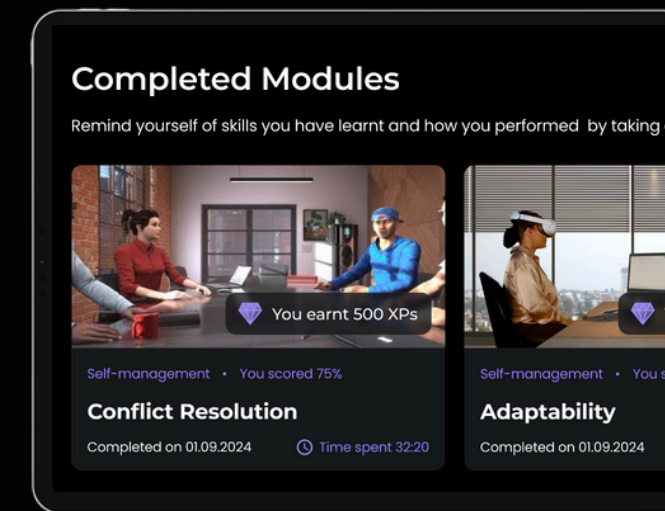 Completed Modules
Remind yourself of skills you have learnt and how you performed by taking
You earnt 500 XPs
Self-management • You scored 75%
Conflict Resolution
Completed on 01.09.2024 Time spent 32:20
Self-management • You
Adaptability
Completed on 01.09.2024